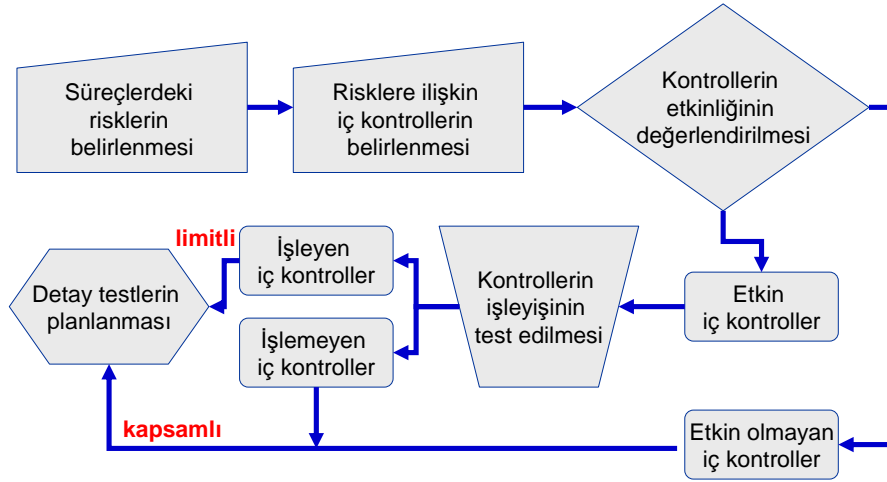 Süreçlerdeki
risklerin
belirlenmesi
Risklere ilişkin
iç kontrollerin
belirlenmesi
Kontrollerin
etkinliğinin
değerlendirilmesi
limitli
İşleyen
iç kontroller
Detay testlerin
planlanması
Kontrollerin
işleyişinin
test edilmesi
Etkin
iç kontroller
İşlemeyen
iç kontroller
kapsamlı
Etkin olmayan
iç kontroller